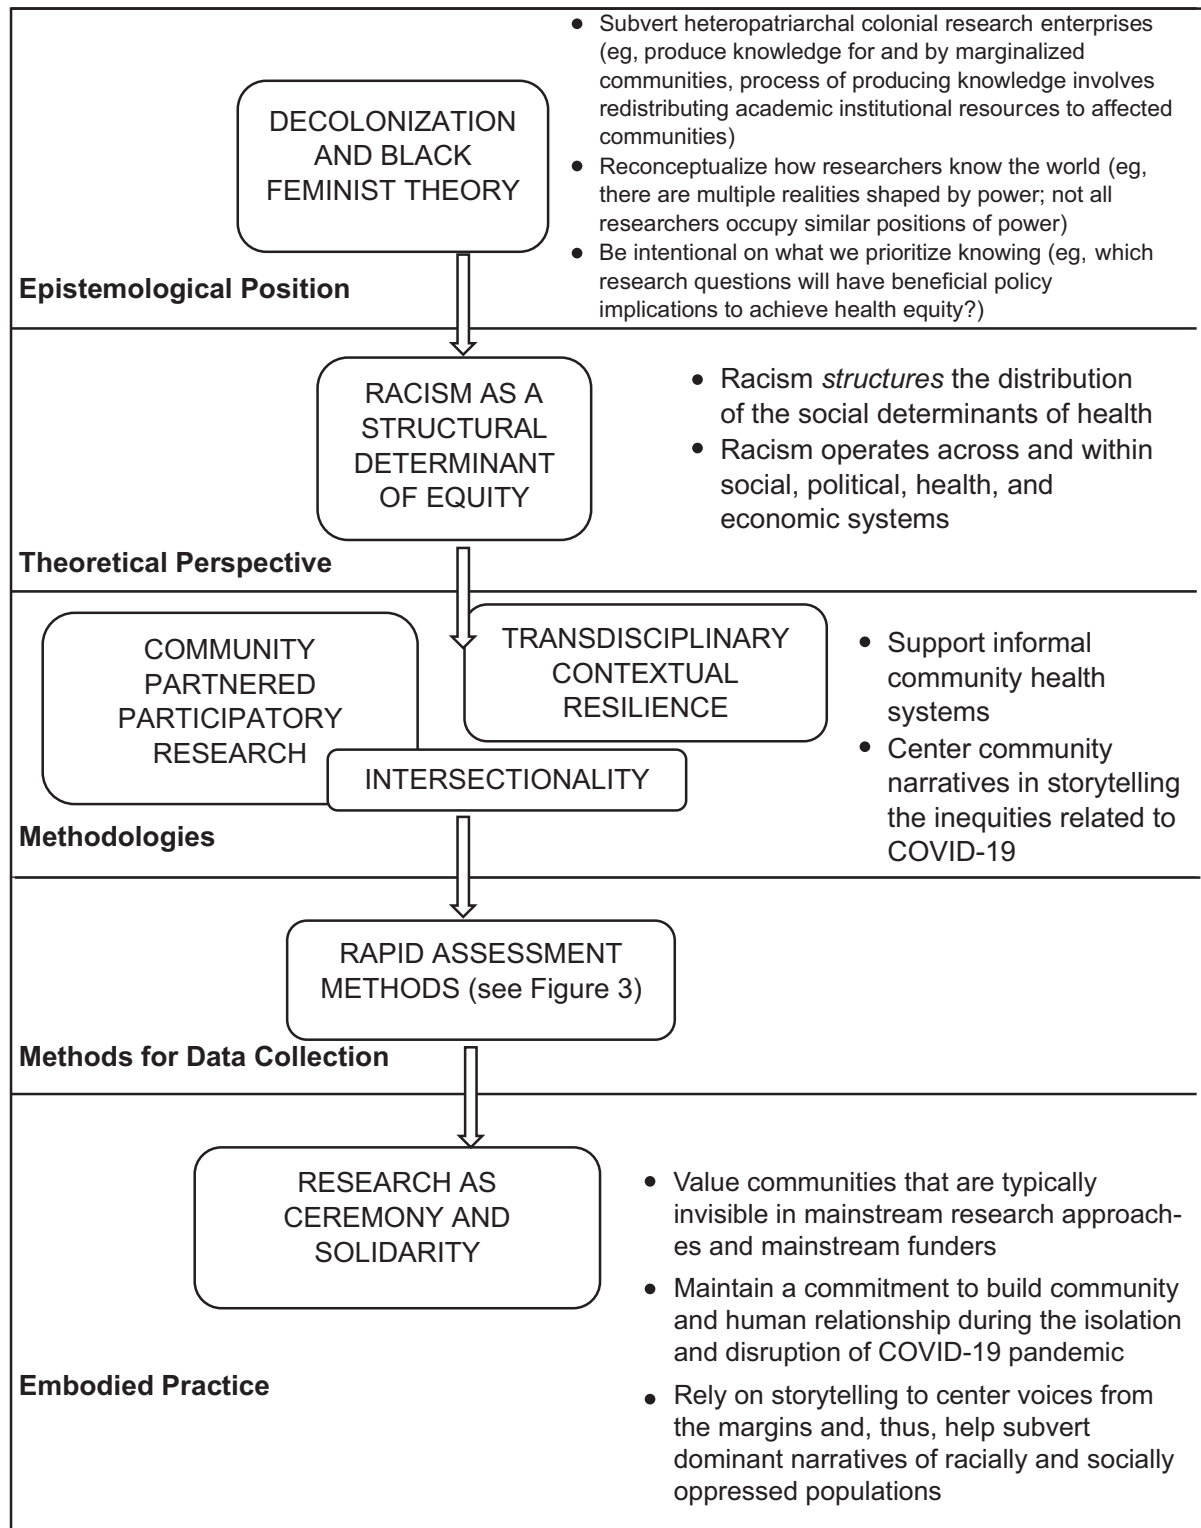 DECOLONIZATION
AND BLACK
FEMINIST THEORY
Epistemological Position
• Subvert heteropatriarchal colonial research enterprises
(eg, produce knowledge for and by marginalized
communities, process of producing knowledge involves
redistributing academic institutional resources to affected
communities)
• Reconceptualize how researchers know the world (eg,
there are multiple realities shaped by power; not all
researchers occupy similar positions of power)
• Be intentional on what we prioritize knowing (eg, which
research questions will have beneficial policy
implications to achieve health equity?)
RACISM AS A
STRUCTURAL
DETERMINANT
OF EQUITY
Theoretical Perspective
• Racism structures the distribution
of the social determinants of health
• Racism operates across and within
social, political, health, and
economic systems
COMMUNITY
PARTNERED
PARTICIPATORY
RESEARCH
TRANSDISCIPLINARY
CONTEXTUAL
RESILIENCE
INTERSECTIONALITY
Methodologies
• Support informal
community health
systems
• Center community
narratives in storytelling
the inequities related to
COVID-19
RAPID ASSESSMENT
METHODS (see Figure 3)
Methods for Data Collection
RESEARCH AS
CEREMONY AND
SOLIDARITY
Embodied Practice
• Value communities that are typically
invisible in mainstream research approach-
es and mainstream funders
• Maintain a commitment to build community
and human relationship during the isolation
and disruption of COVID-19 pandemic
• Rely on storytelling to center voices from
the margins and, thus, help subvert
dominant narratives of racially and socially
oppressed populations